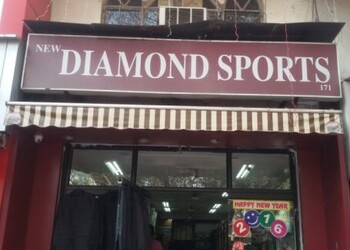 NEW DIAMOND SPORTS
171
HAPPY NEW YEAR
2016